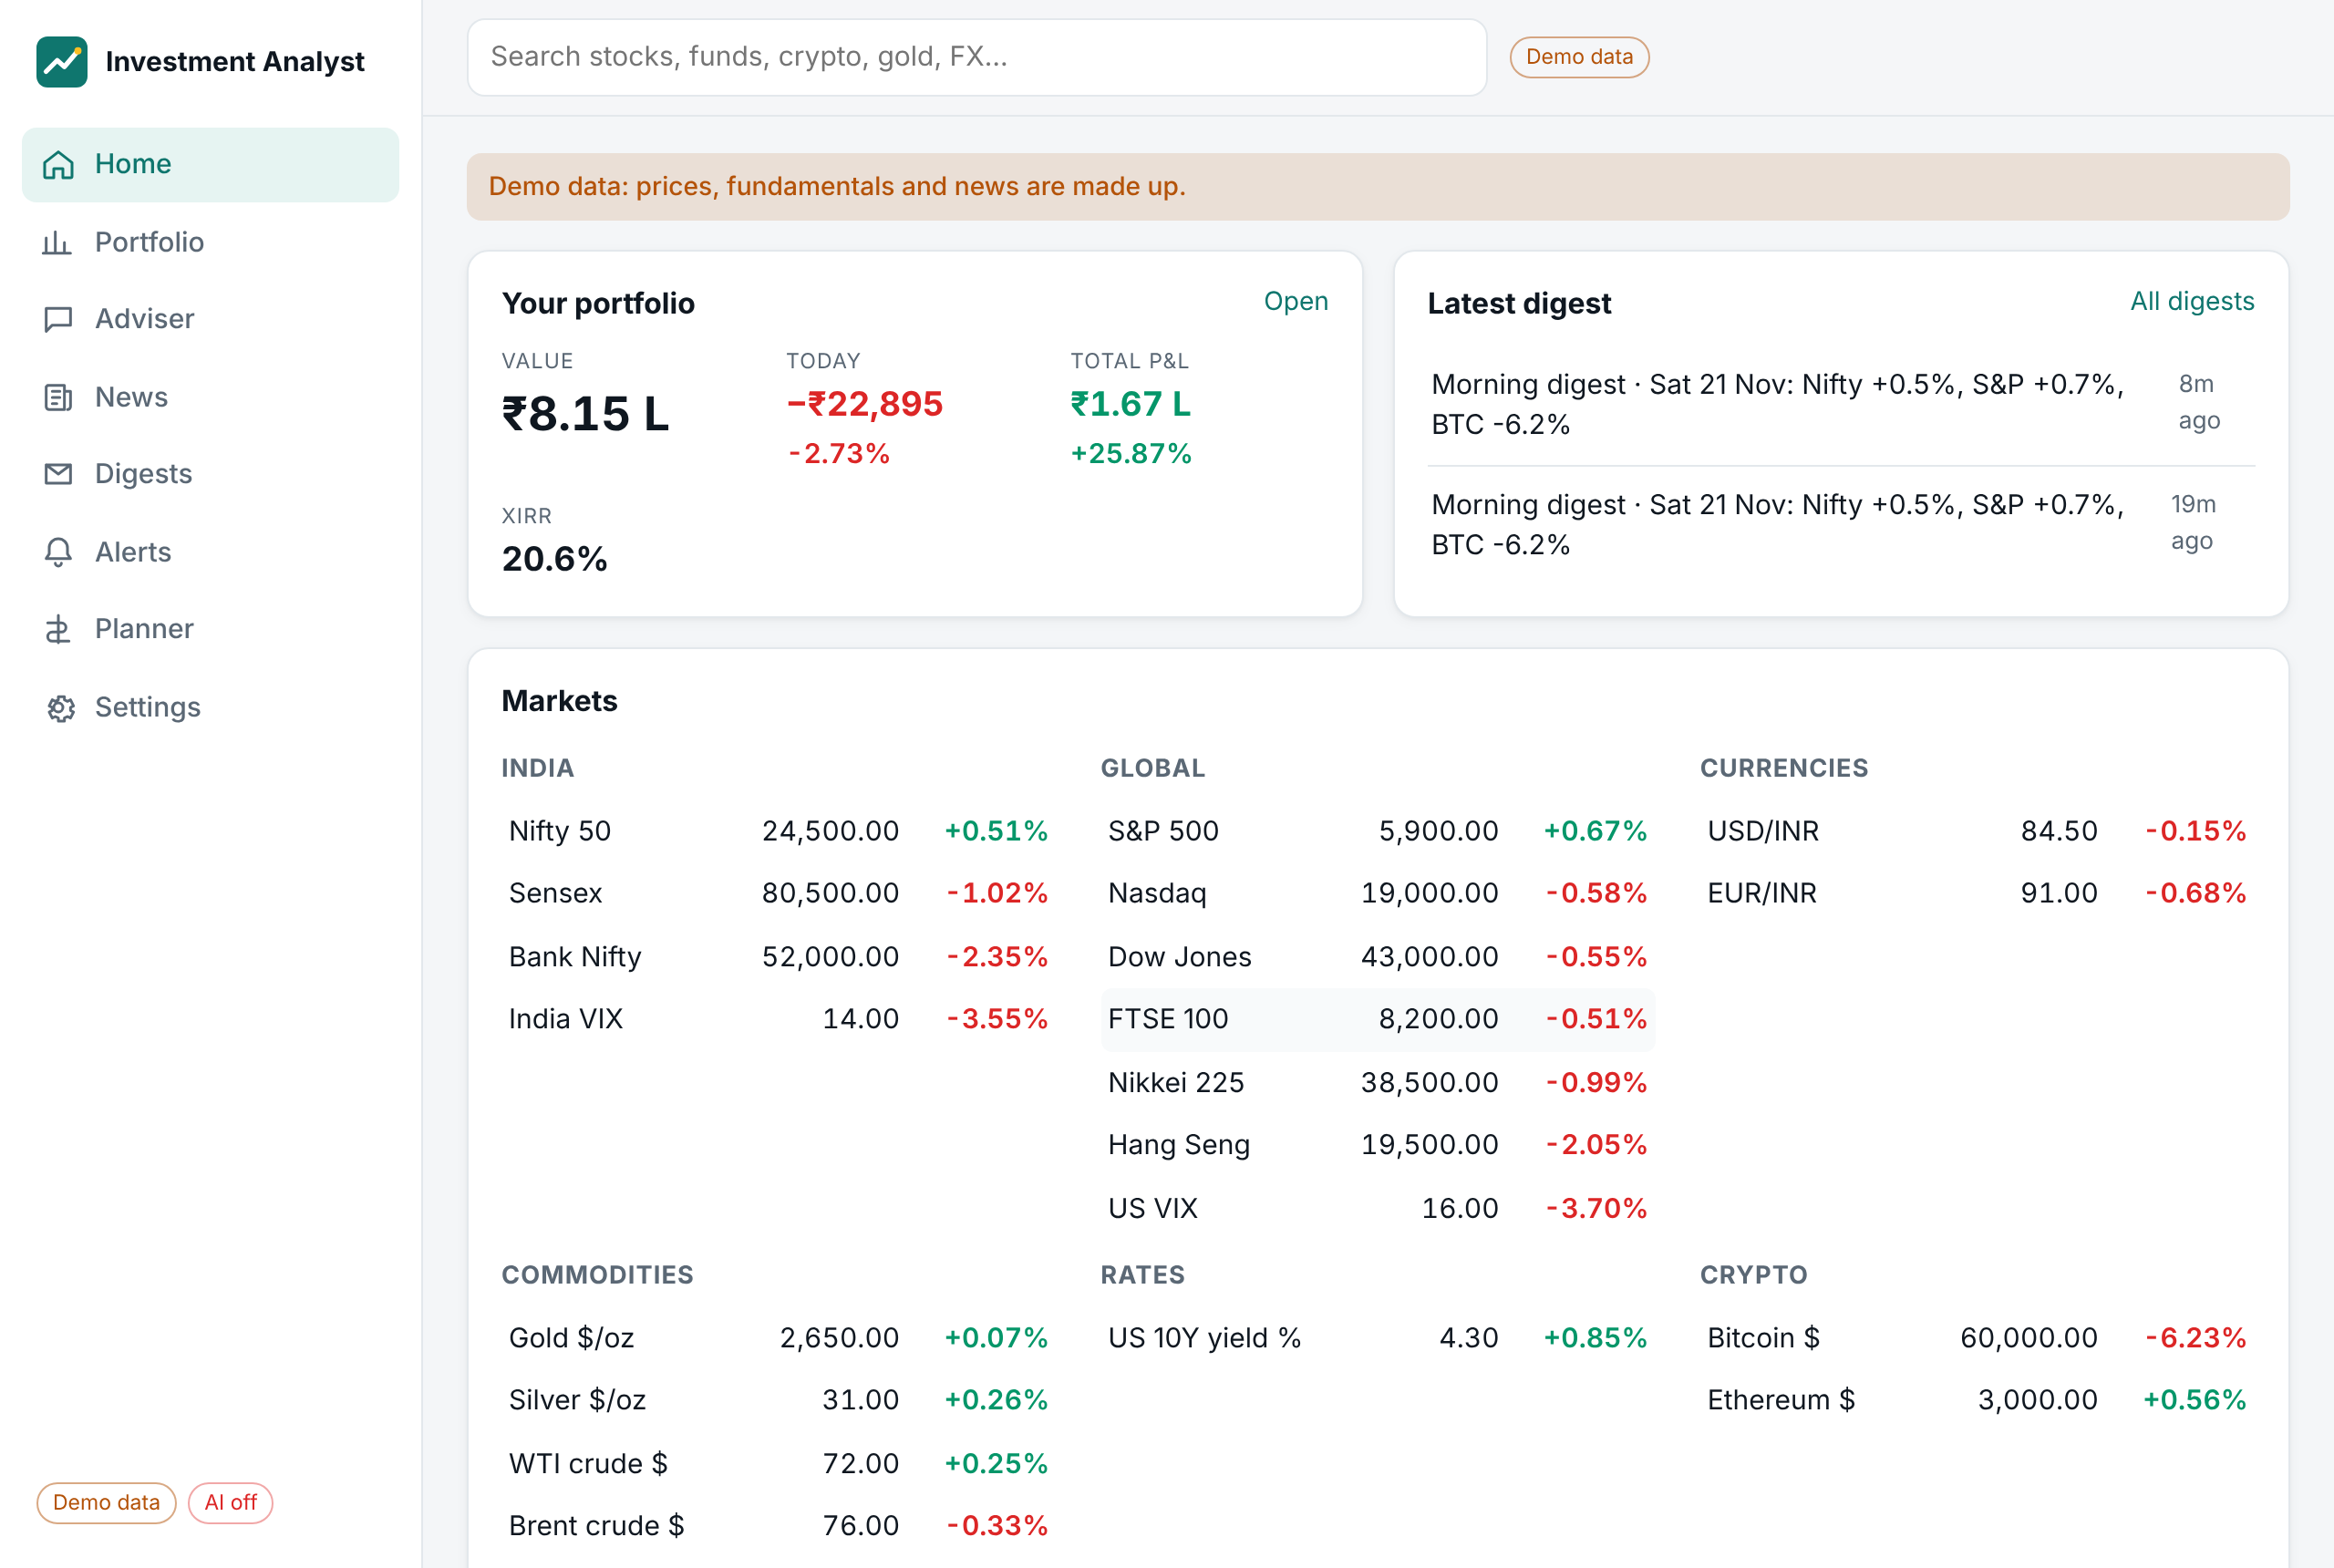 Investment Analyst
Home
Portfolio
Adviser
News
Digests
Alerts
Planner
Settings
Demo data
AI off
Search stocks, funds, crypto, gold, FX...
Demo data
Demo data: prices, fundamentals and news are made up.
Your portfolio
Open
VALUE
₹8.15 L
TODAY
−₹22,895
-2.73%
TOTAL P&L
₹1.67 L
+25.87%
XIRR
20.6%
Latest digest
All digests
Morning digest · Sat 21 Nov: Nifty +0.5%, S&P +0.7%,
BTC -6.2%
8m
ago
Morning digest · Sat 21 Nov: Nifty +0.5%, S&P +0.7%,
BTC -6.2%
19m
ago
Markets
INDIA
Nifty 50 24,500.00 +0.51%
Sensex 80,500.00 -1.02%
Bank Nifty 52,000.00 -2.35%
India VIX 14.00 -3.55%
GLOBAL
S&P 500 5,900.00 +0.67%
Nasdaq 19,000.00 -0.58%
Dow Jones 43,000.00 -0.55%
FTSE 100 8,200.00 -0.51%
Nikkei 225 38,500.00 -0.99%
Hang Seng 19,500.00 -2.05%
US VIX 16.00 -3.70%
CURRENCIES
USD/INR 84.50 -0.15%
EUR/INR 91.00 -0.68%
COMMODITIES
Gold $/oz 2,650.00 +0.07%
Silver $/oz 31.00 +0.26%
WTI crude $ 72.00 +0.25%
Brent crude $ 76.00 -0.33%
RATES
US 10Y yield % 4.30 +0.85%
CRYPTO
Bitcoin $ 60,000.00 -6.23%
Ethereum $ 3,000.00 +0.56%